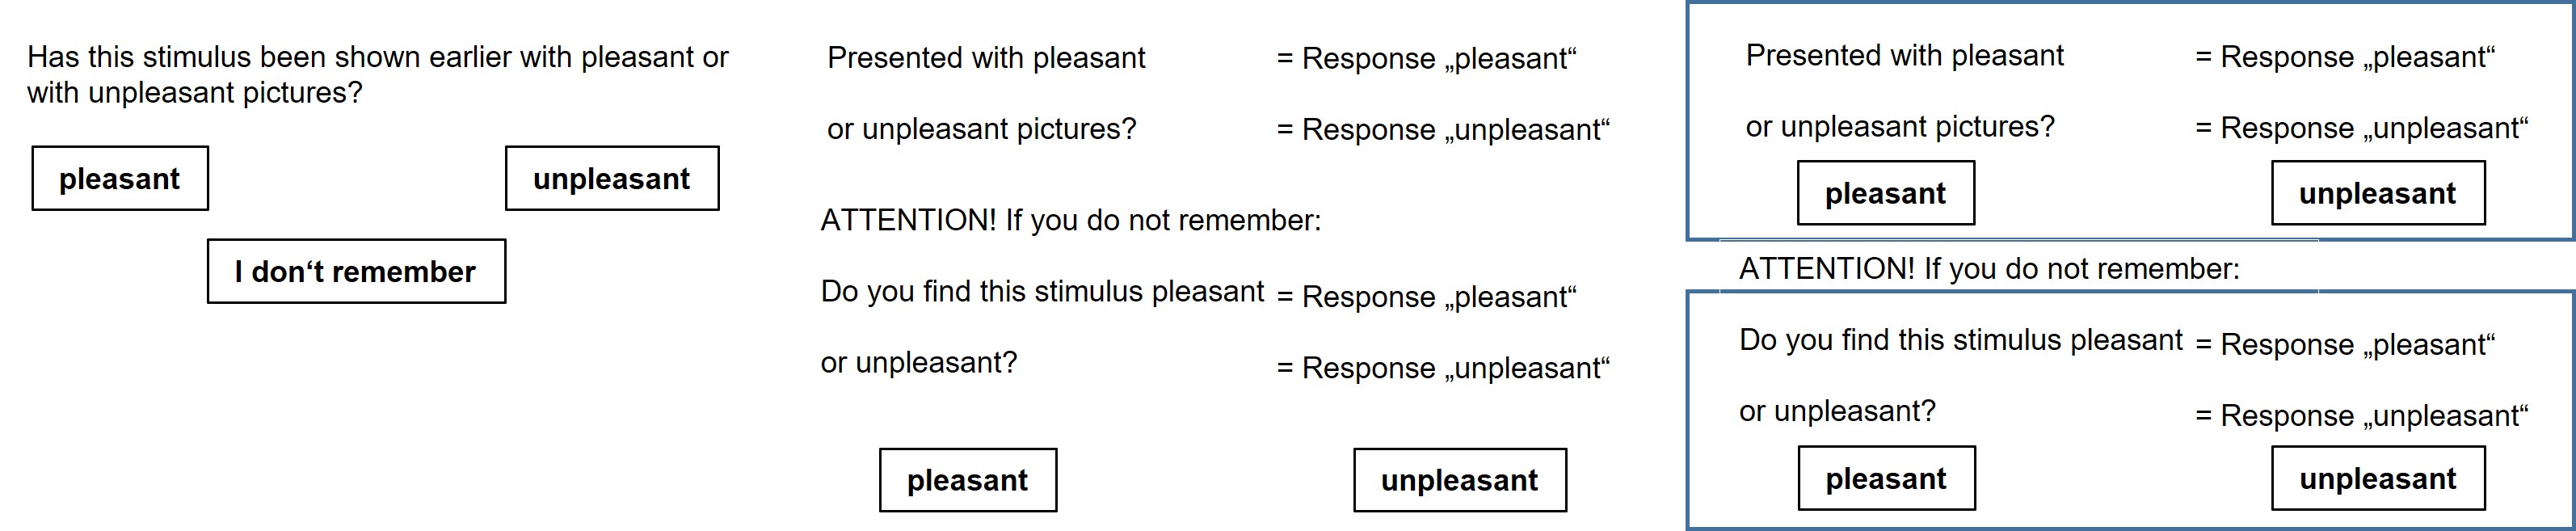 Has this stimulus been shown earlier with pleasant or
with unpleasant pictures?
pleasant
unpleasant
I don‘t remember
Presented with pleasant = Response „pleasant“
or unpleasant pictures? = Response „unpleasant“
ATTENTION! If you do not remember:
Do you find this stimulus pleasant = Response „pleasant“
or unpleasant? = Response „unpleasant“
pleasant
unpleasant
Presented with pleasant = Response „pleasant“
or unpleasant pictures? = Response „unpleasant“
pleasant
unpleasant
ATTENTION! If you do not remember:
Do you find this stimulus pleasant = Response „pleasant“
or unpleasant? = Response „unpleasant“
pleasant
unpleasant